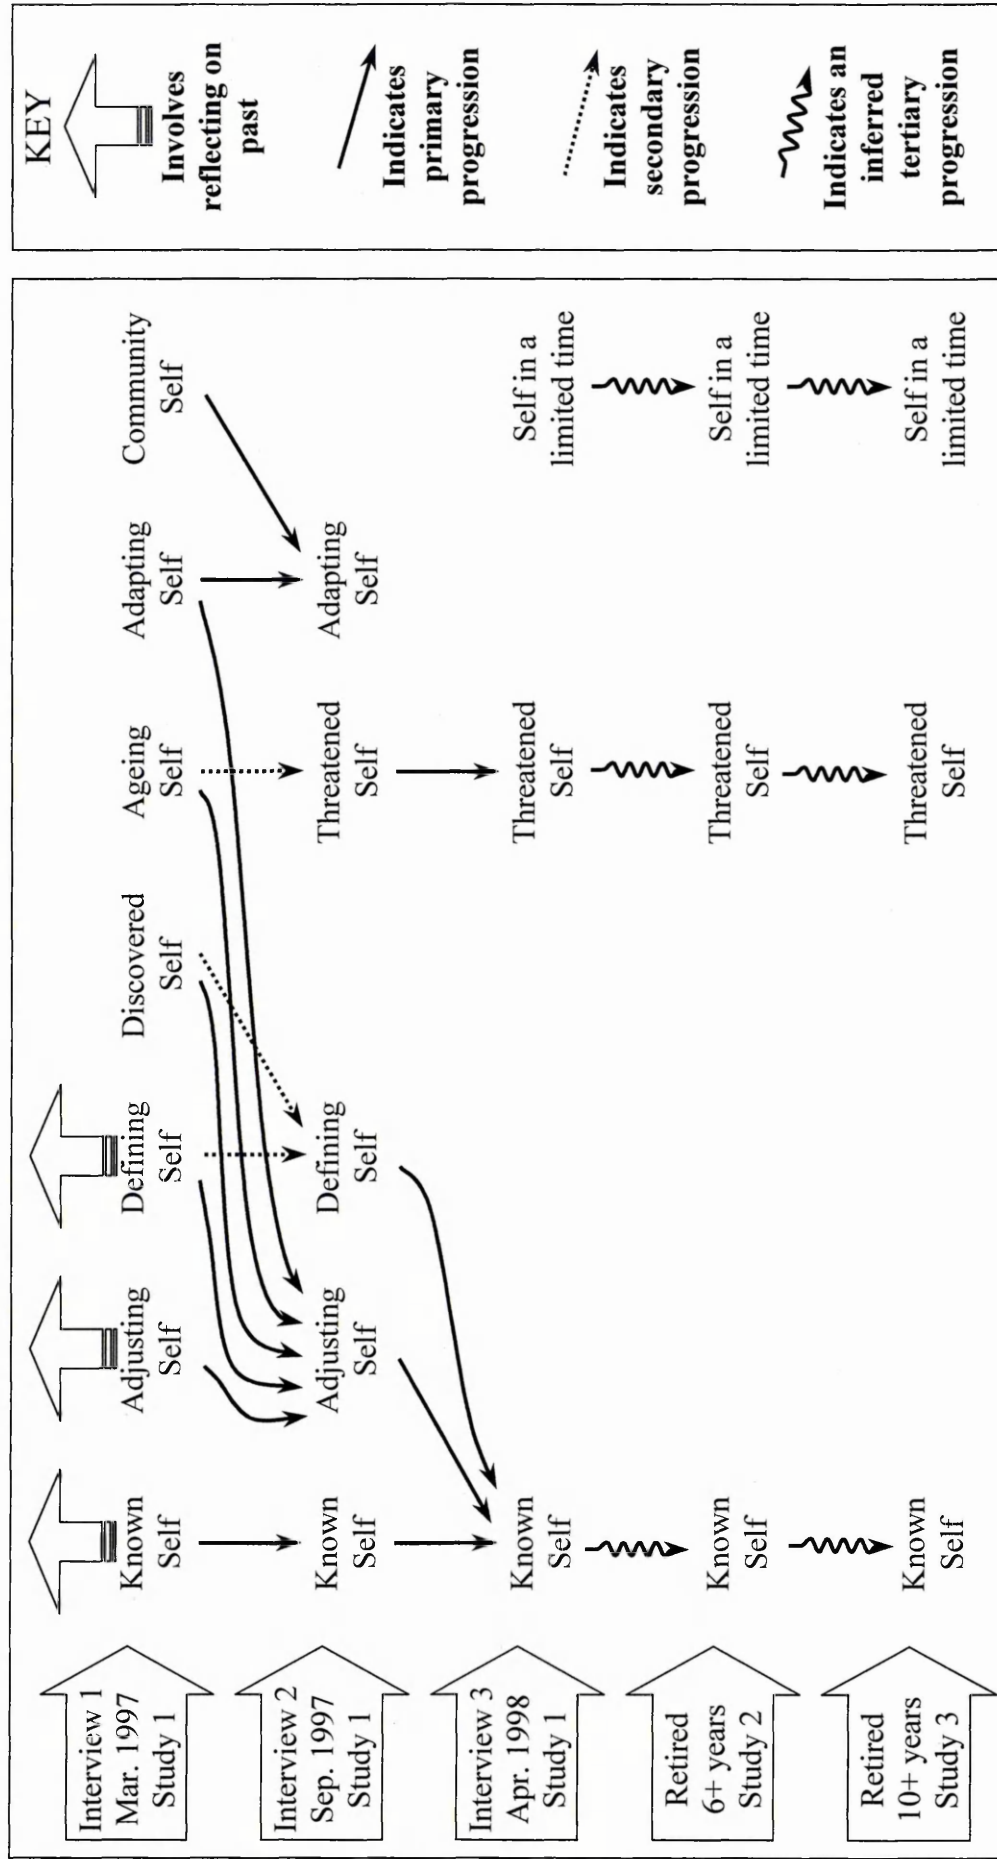 Interview 1
Mar. 1997
Study 1
Known
Self
Adjusting
Self
Defining
Self
Discovered
Self
Ageing
Self
Adapting
Self
Community
Self
Interview 2
Sep. 1997
Study 1
Known
Self
Adjusting
Self
Defining
Self
Threatened
Self
Adapting
Self
Interview 3
Apr. 1998
Study 1
Known
Self
Threatened
Self
Self in a
limited time
Retired
6+ years
Study 2
Known
Self
Threatened
Self
Self in a
limited time
Retired
10+ years
Study 3
Known
Self
Threatened
Self
Self in a
limited time
KEY
Involves
reflecting on
past
Indicates
primary
progression
Indicates
secondary
progression
Indicates an
inferred
tertiary
progression